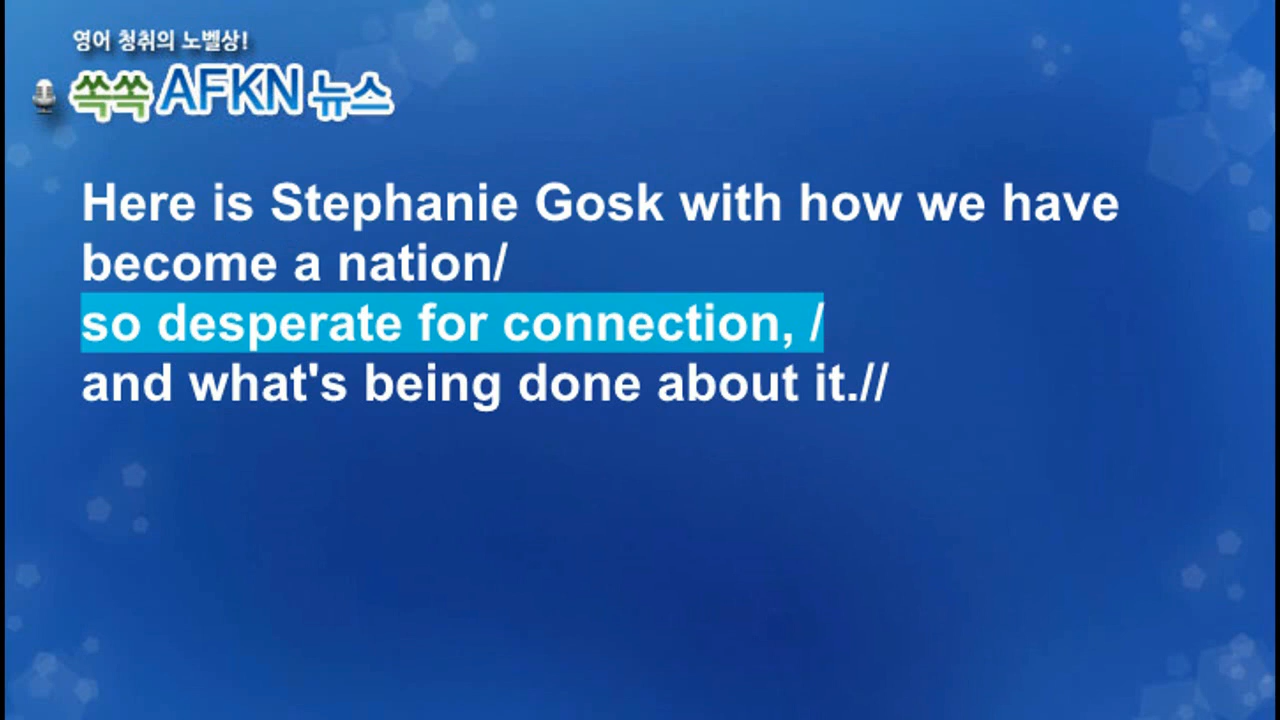 영어 청취의 노벨상!
쏙쏙 AFKN 뉴스
Here is Stephanie Gosk with how we have
become a nation/
so desperate for connection, /
and what's being done about it.//